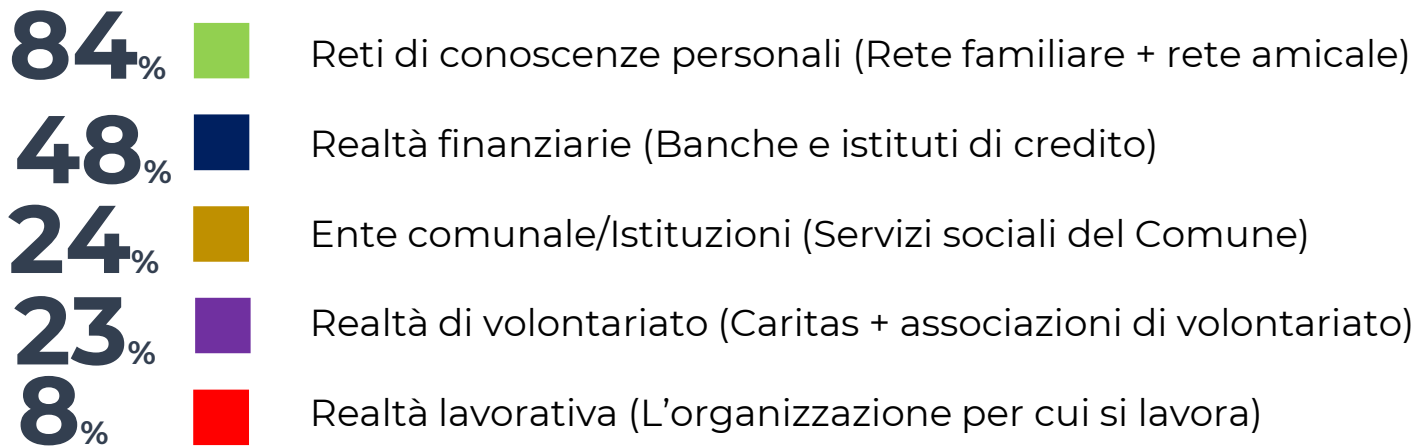 84% Reti di conoscenze personali (Rete familiare + rete amicale)
48% Realtà finanziarie (Banche e istituti di credito)
24% Ente comunale/Istituzioni (Servizi sociali del Comune)
23% Realtà di volontariato (Caritas + associazioni di volontariato)
8% Realtà lavorativa (L'organizzazione per cui si lavora)